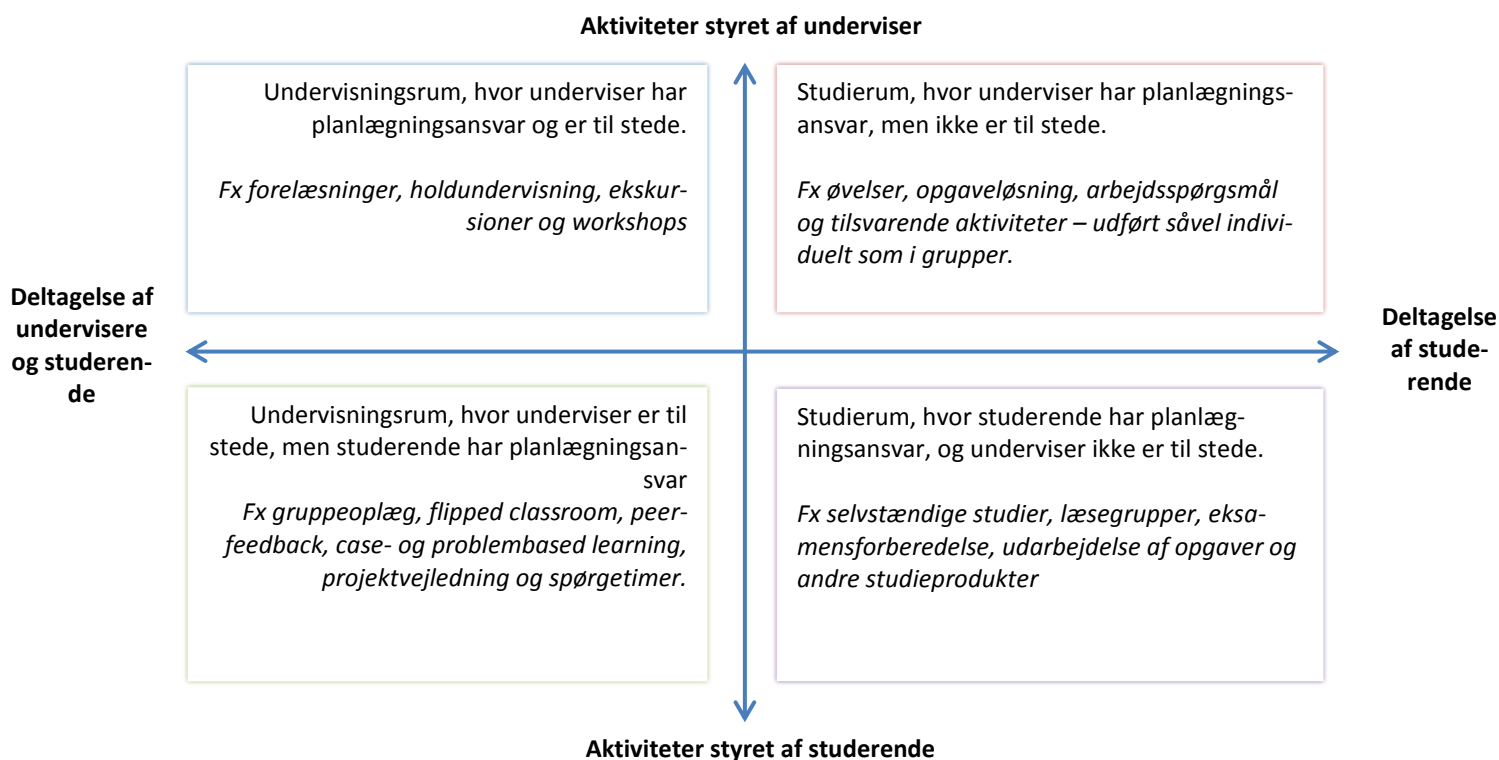 Aktiviteter styret af underviser
Undervisningsrum, hvor underviser har
planlægningsansvar og er til stede.
Fx forelæsninger, holdundervisning, ekskur-
sioner og workshops
Studierum, hvor underviser har planlægnings-
ansvar, men ikke er til stede.
Fx øvelser, opgaveløsning, arbejdsspørgsmål
og tilsvarende aktiviteter – udført såvel indivi-
duelt som i grupper.
Deltagelse af
undervisere
og studeren-
de
Deltagelse
af stude-
rende
Undervisningsrum, hvor underviser er til
stede, men studerende har planlægningsan-
svar
Fx gruppeoplæg, flipped classroom, peer-
feedback, case- og problembased learning,
projektvejledning og spørgetimer.
Studierum, hvor studerende har planlæg-
ningsansvar, og underviser ikke er til stede.
Fx selvstændige studier, læsegrupper, eksa-
mensforberedelse, udarbejdelse af opgaver og
andre studieprodukter
Aktiviteter styret af studerende